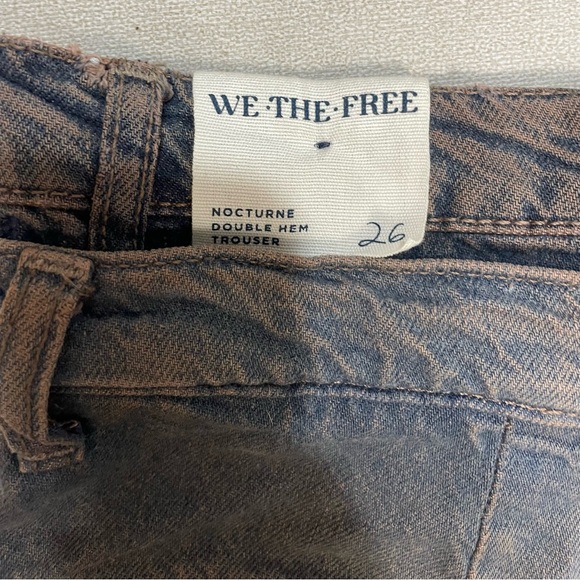 WE·THE·FREE
NOCTURNE
DOUBLE HEM
TROUSER 26